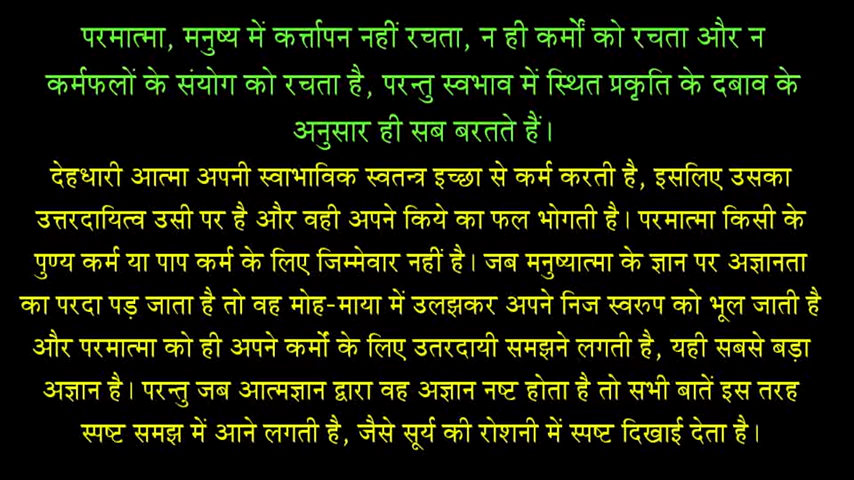 परमात्मा, मनुष्य में कर्त्तापन नहीं रचता, न ही कर्मों को रचता और न
कर्मफलों के संयोग को रचता है, परन्तु स्वभाव में स्थित प्रकृति के दबाव के
अनुसार ही सब बरतते हैं।
देहधारी आत्मा अपनी स्वाभाविक स्वतन्त्र इच्छा से कर्म करती है, इसलिए उसका
उत्तरदायित्व उसी पर है और वही अपने किये का फल भोगती है। परमात्मा किसी के
पुण्य कर्म या पाप कर्म के लिए जिम्मेवार नहीं है। जब मनुष्यात्मा के ज्ञान पर अज्ञानता
का परदा पड़ जाता है तो वह मोह-माया में उलझकर अपने निज स्वरुप को भूल जाती है
और परमात्मा को ही अपने कर्मों के लिए उतरदायी समझने लगती है, यही सबसे बड़ा
अज्ञान है। परन्तु जब आत्मज्ञान द्वारा वह अज्ञान नष्ट होता है तो सभी बातें इस तरह
स्पष्ट समझ में आने लगती है, जैसे सूर्य की रोशनी में स्पष्ट दिखाई देता है।